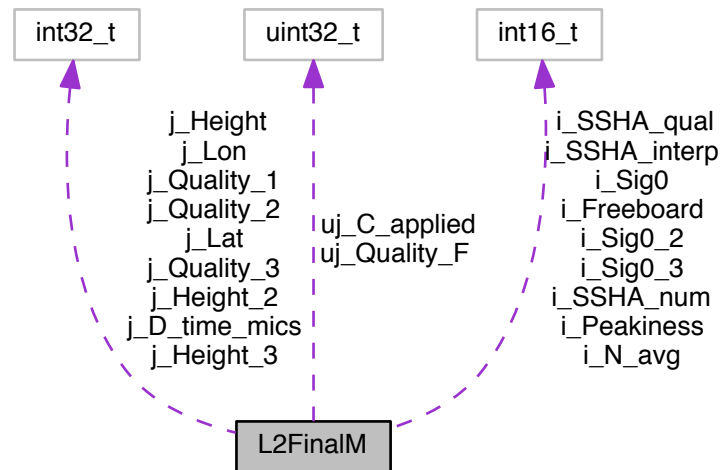 int32_t
uint32_t
int16_t
j_Height
j_Lon
j_Quality_1
j_Quality_2
j_Lat
j_Quality_3
j_Height_2
j_D_time_mics
j_Height_3
uj_C_applied
uj_Quality_F
i_SSHA_qual
i_SSHA_interp
i_Sig0
i_Freeboard
i_Sig0_2
i_Sig0_3
i_SSHA_num
i_Peakiness
i_N_avg
L2FinalM